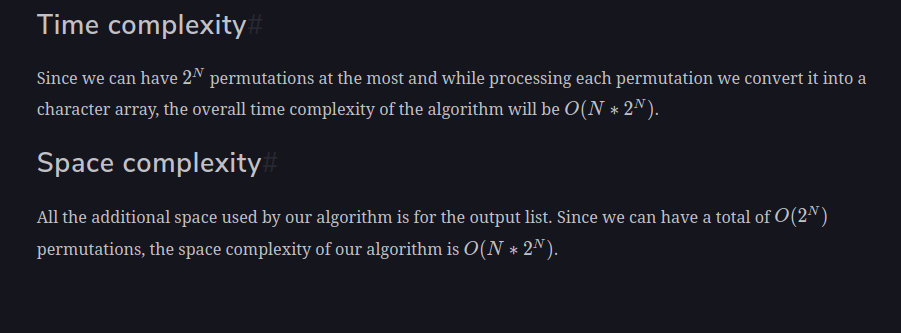 Time complexity#
Since we can have 2^N permutations at the most and while processing each permutation we convert it into a
character array, the overall time complexity of the algorithm will be O(N * 2^N).
Space complexity#
All the additional space used by our algorithm is for the output list. Since we can have a total of O(2^N)
permutations, the space complexity of our algorithm is O(N * 2^N).